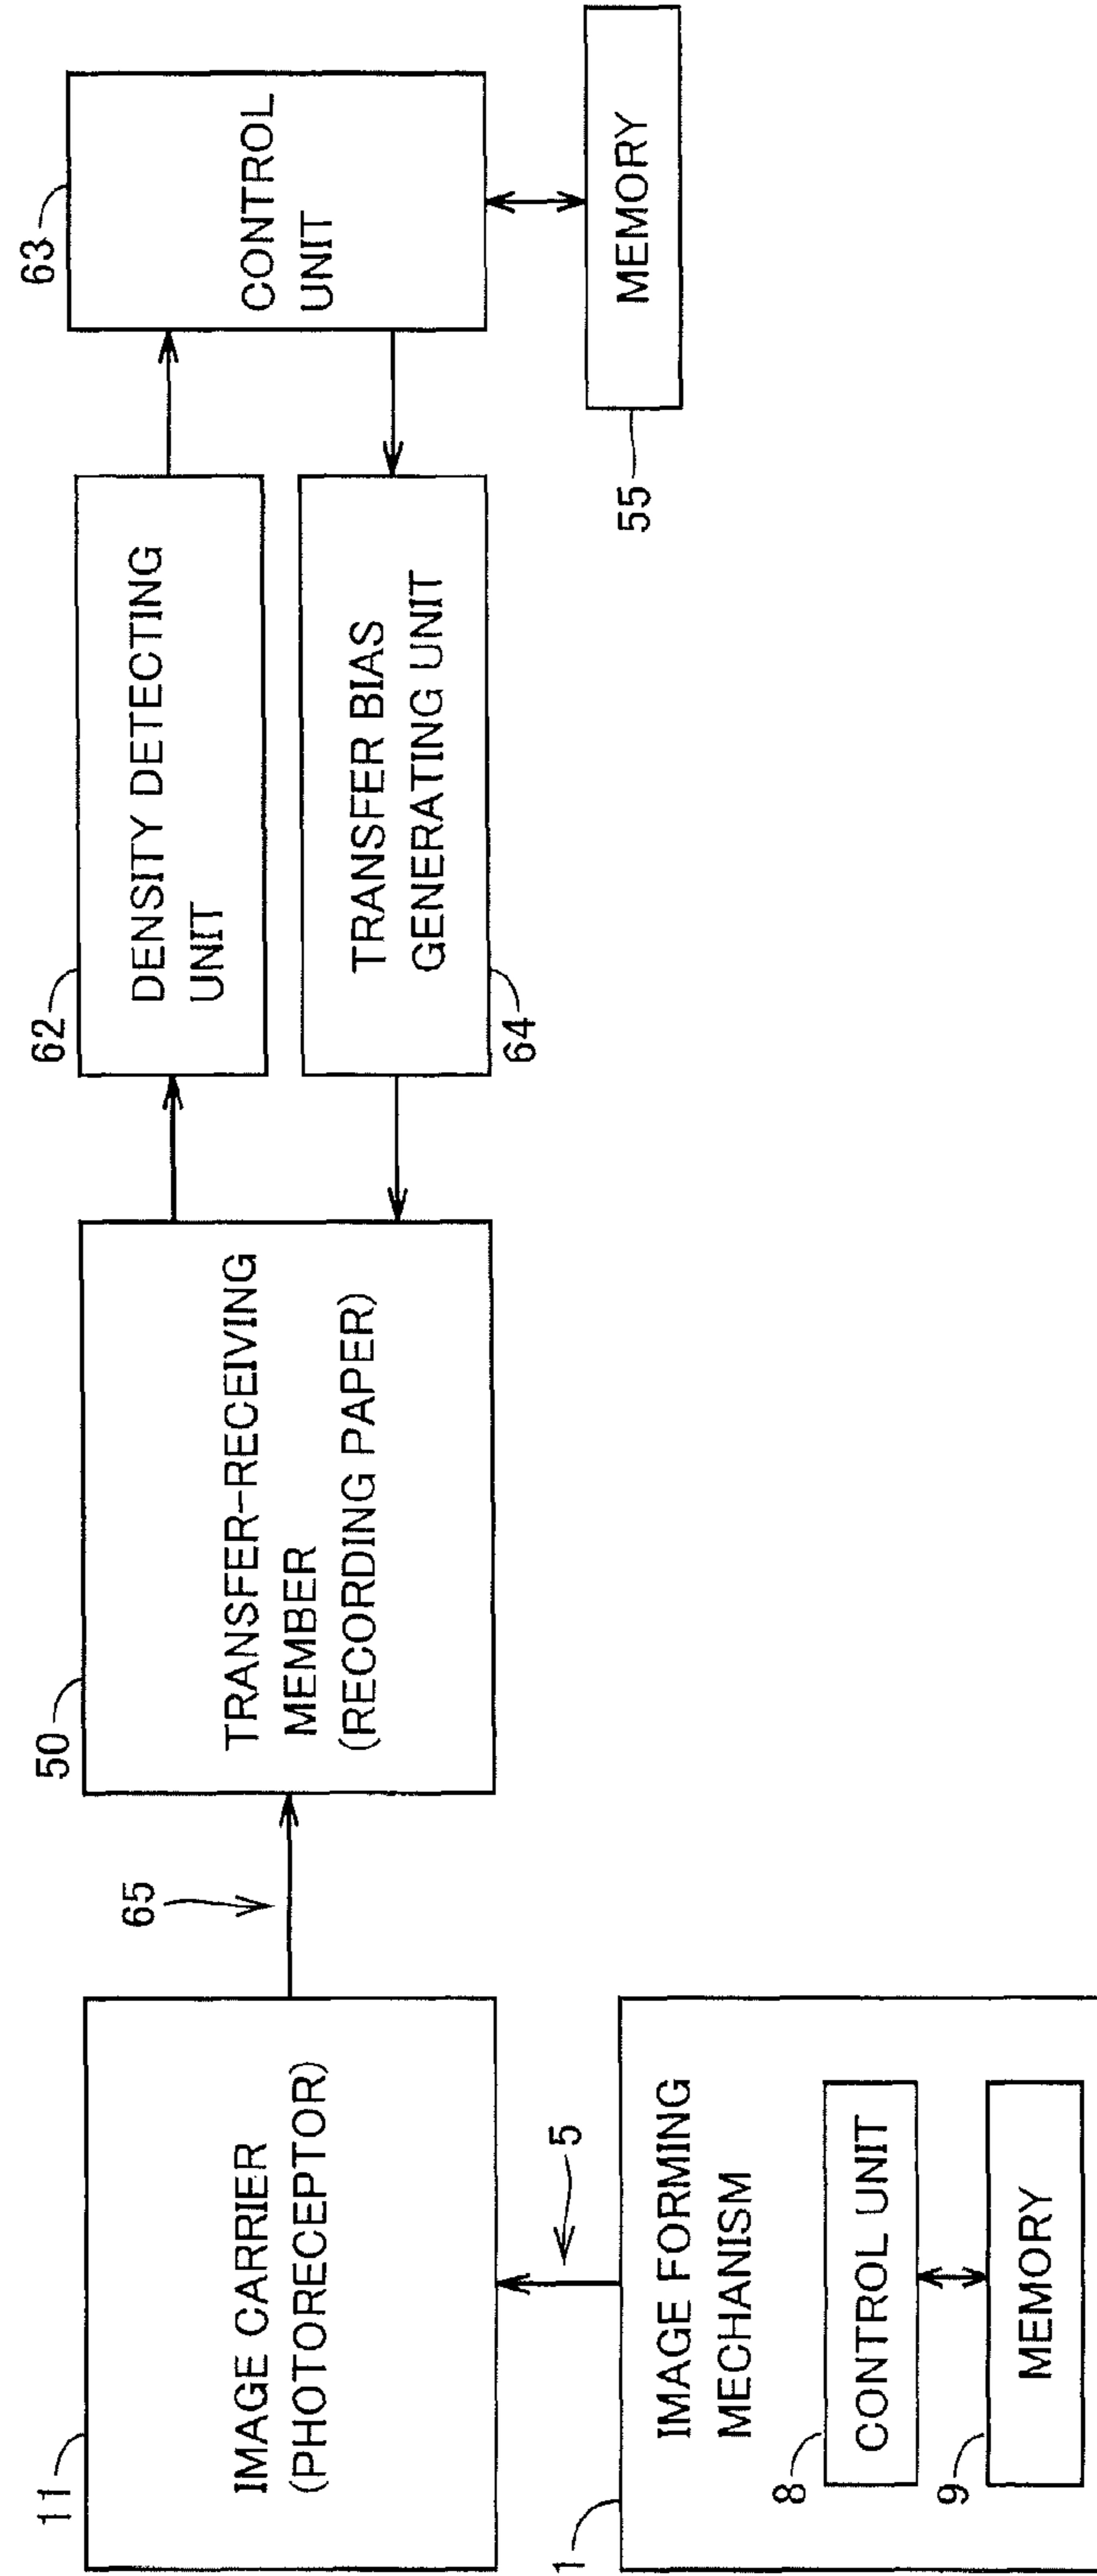 11
IMAGE CARRIER
(PHOTORECEPTOR)
65
50
TRANSFER-RECEIVING
MEMBER
(RECORDING PAPER)
62
DENSITY DETECTING
UNIT
TRANSFER BIAS
GENERATING UNIT
64
63
CONTROL
UNIT
MEMORY
55
5
1
IMAGE FORMING
MECHANISM
8
CONTROL UNIT
9
MEMORY